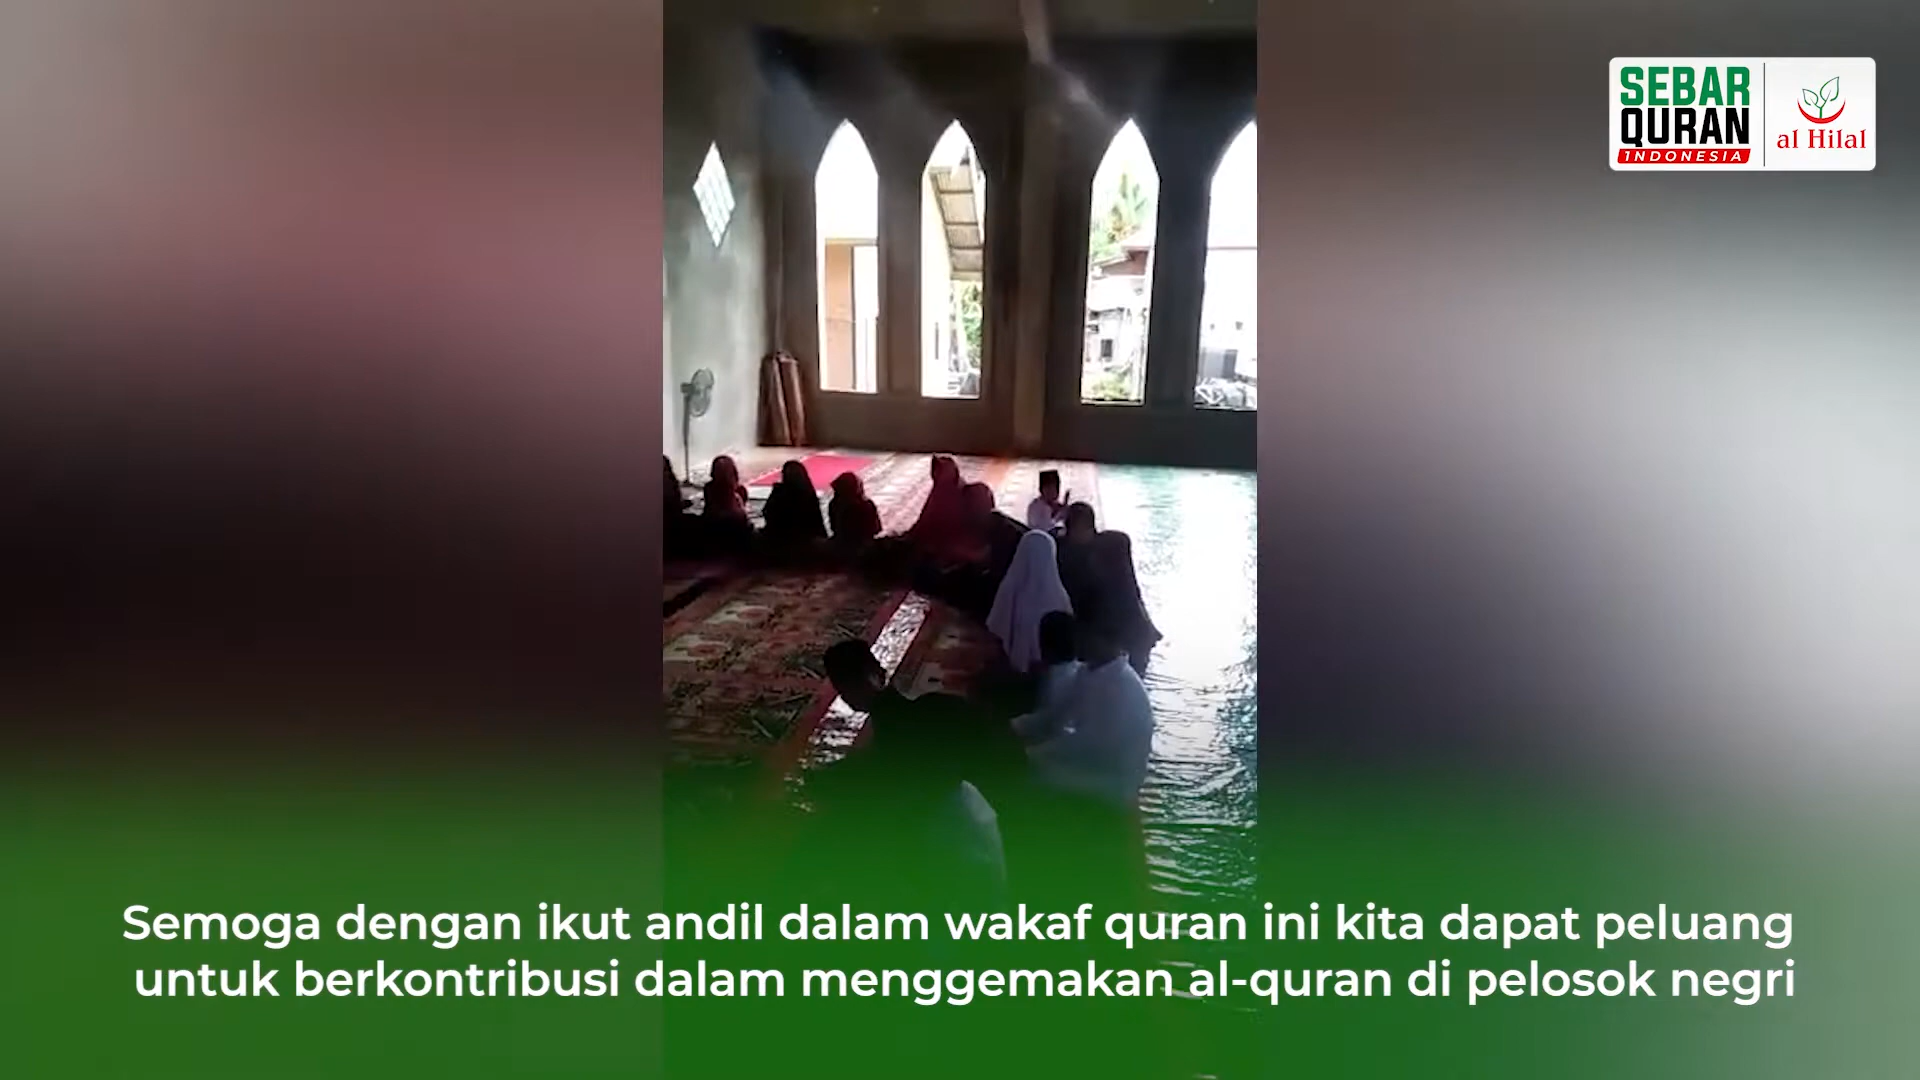 SEBAR
QURAN
INDONESIA
al Hilal
Semoga dengan ikut andil dalam wakaf quran ini kita dapat peluang
untuk berkontribusi dalam menggemakan al-quran di pelosok negri